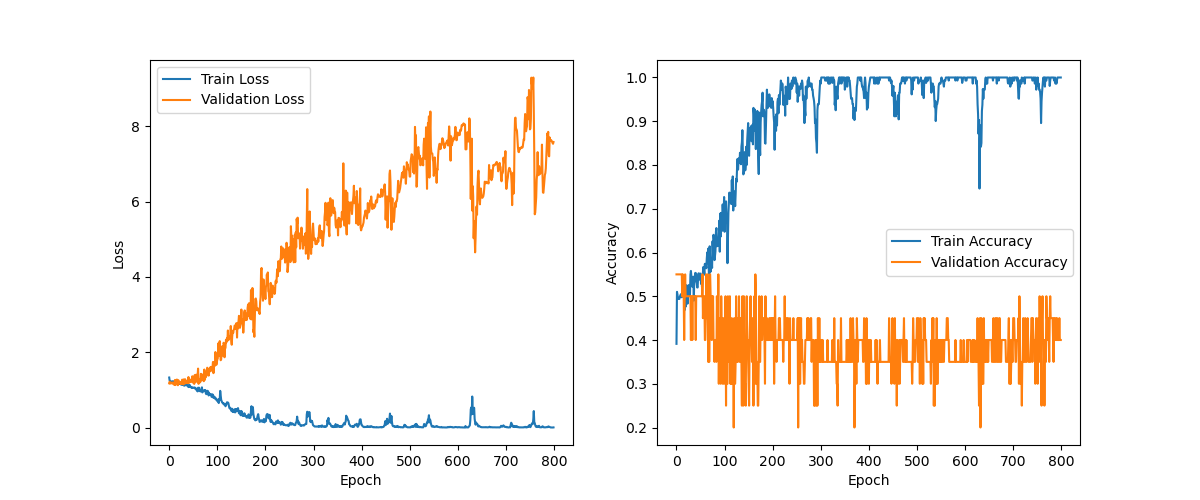 Train Loss
Validation Loss
Loss
8
6
4
2
0
0 100 200 300 400 500 600 700 800
Epoch
Train Accuracy
Validation Accuracy
Accuracy
1.0
0.9
0.8
0.7
0.6
0.5
0.4
0.3
0.2
0 100 200 300 400 500 600 700 800
Epoch